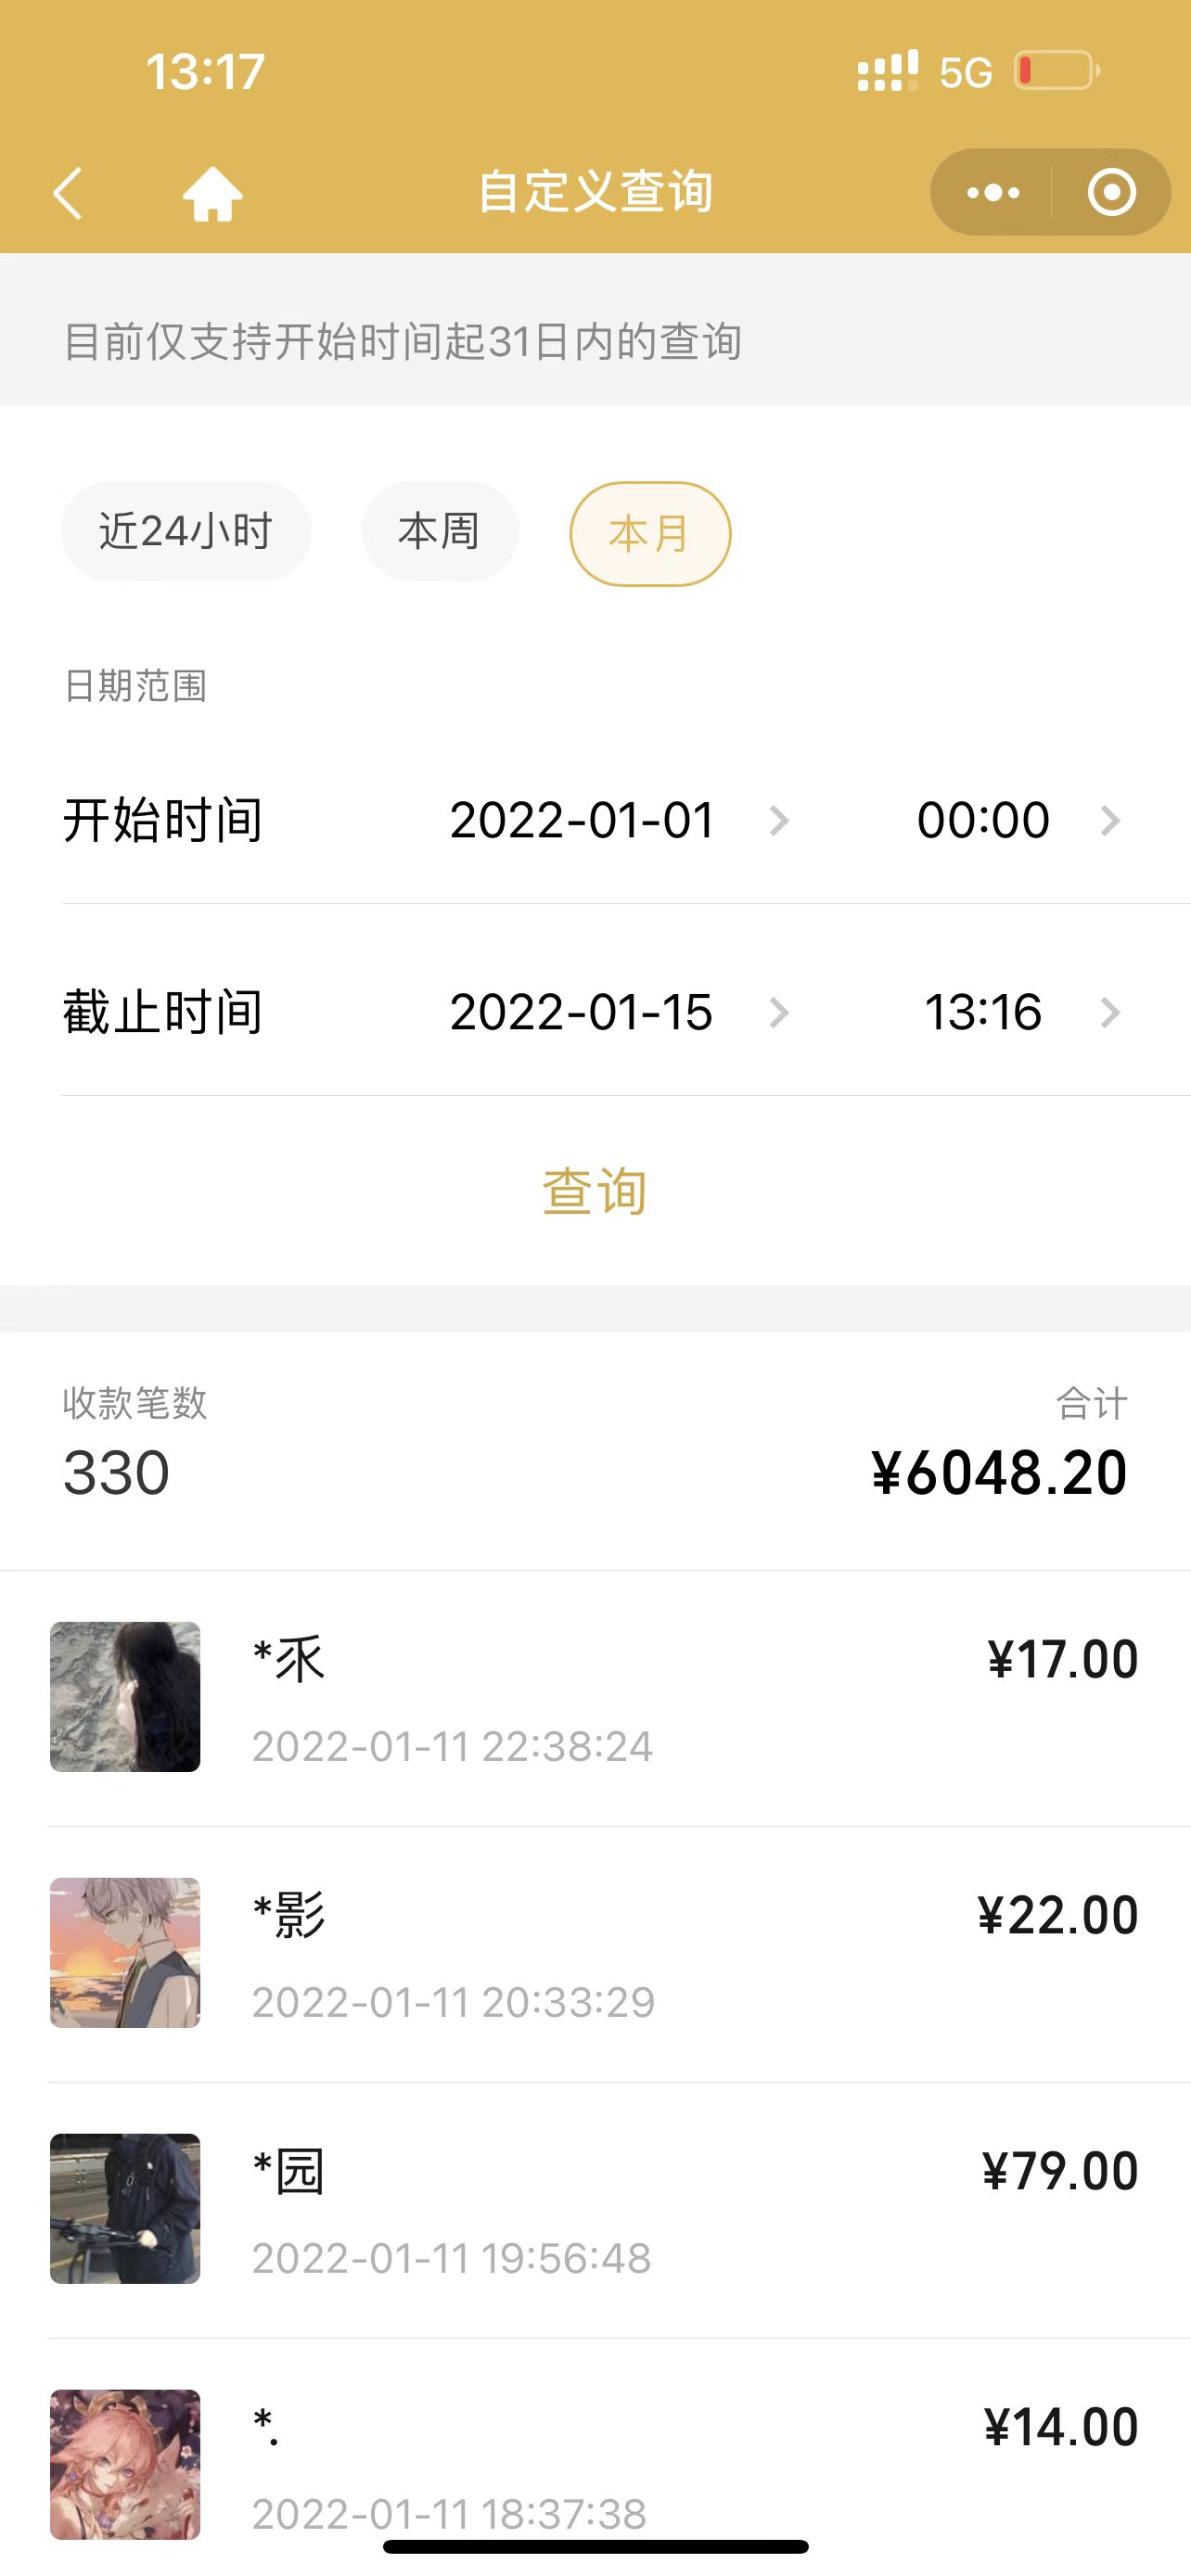 13:17
5G
自定义查询
目前仅支持开始时间起31日内的查询
近24小时 本周 本月
日期范围
开始时间 2022-01-01 00:00
截止时间 2022-01-15 13:16
查询
收款笔数 合计
330 ¥6048.20
*乑 ¥17.00
2022-01-11 22:38:24
*影 ¥22.00
2022-01-11 20:33:29
*园 ¥79.00
2022-01-11 19:56:48
*. ¥14.00
2022-01-11 18:37:38